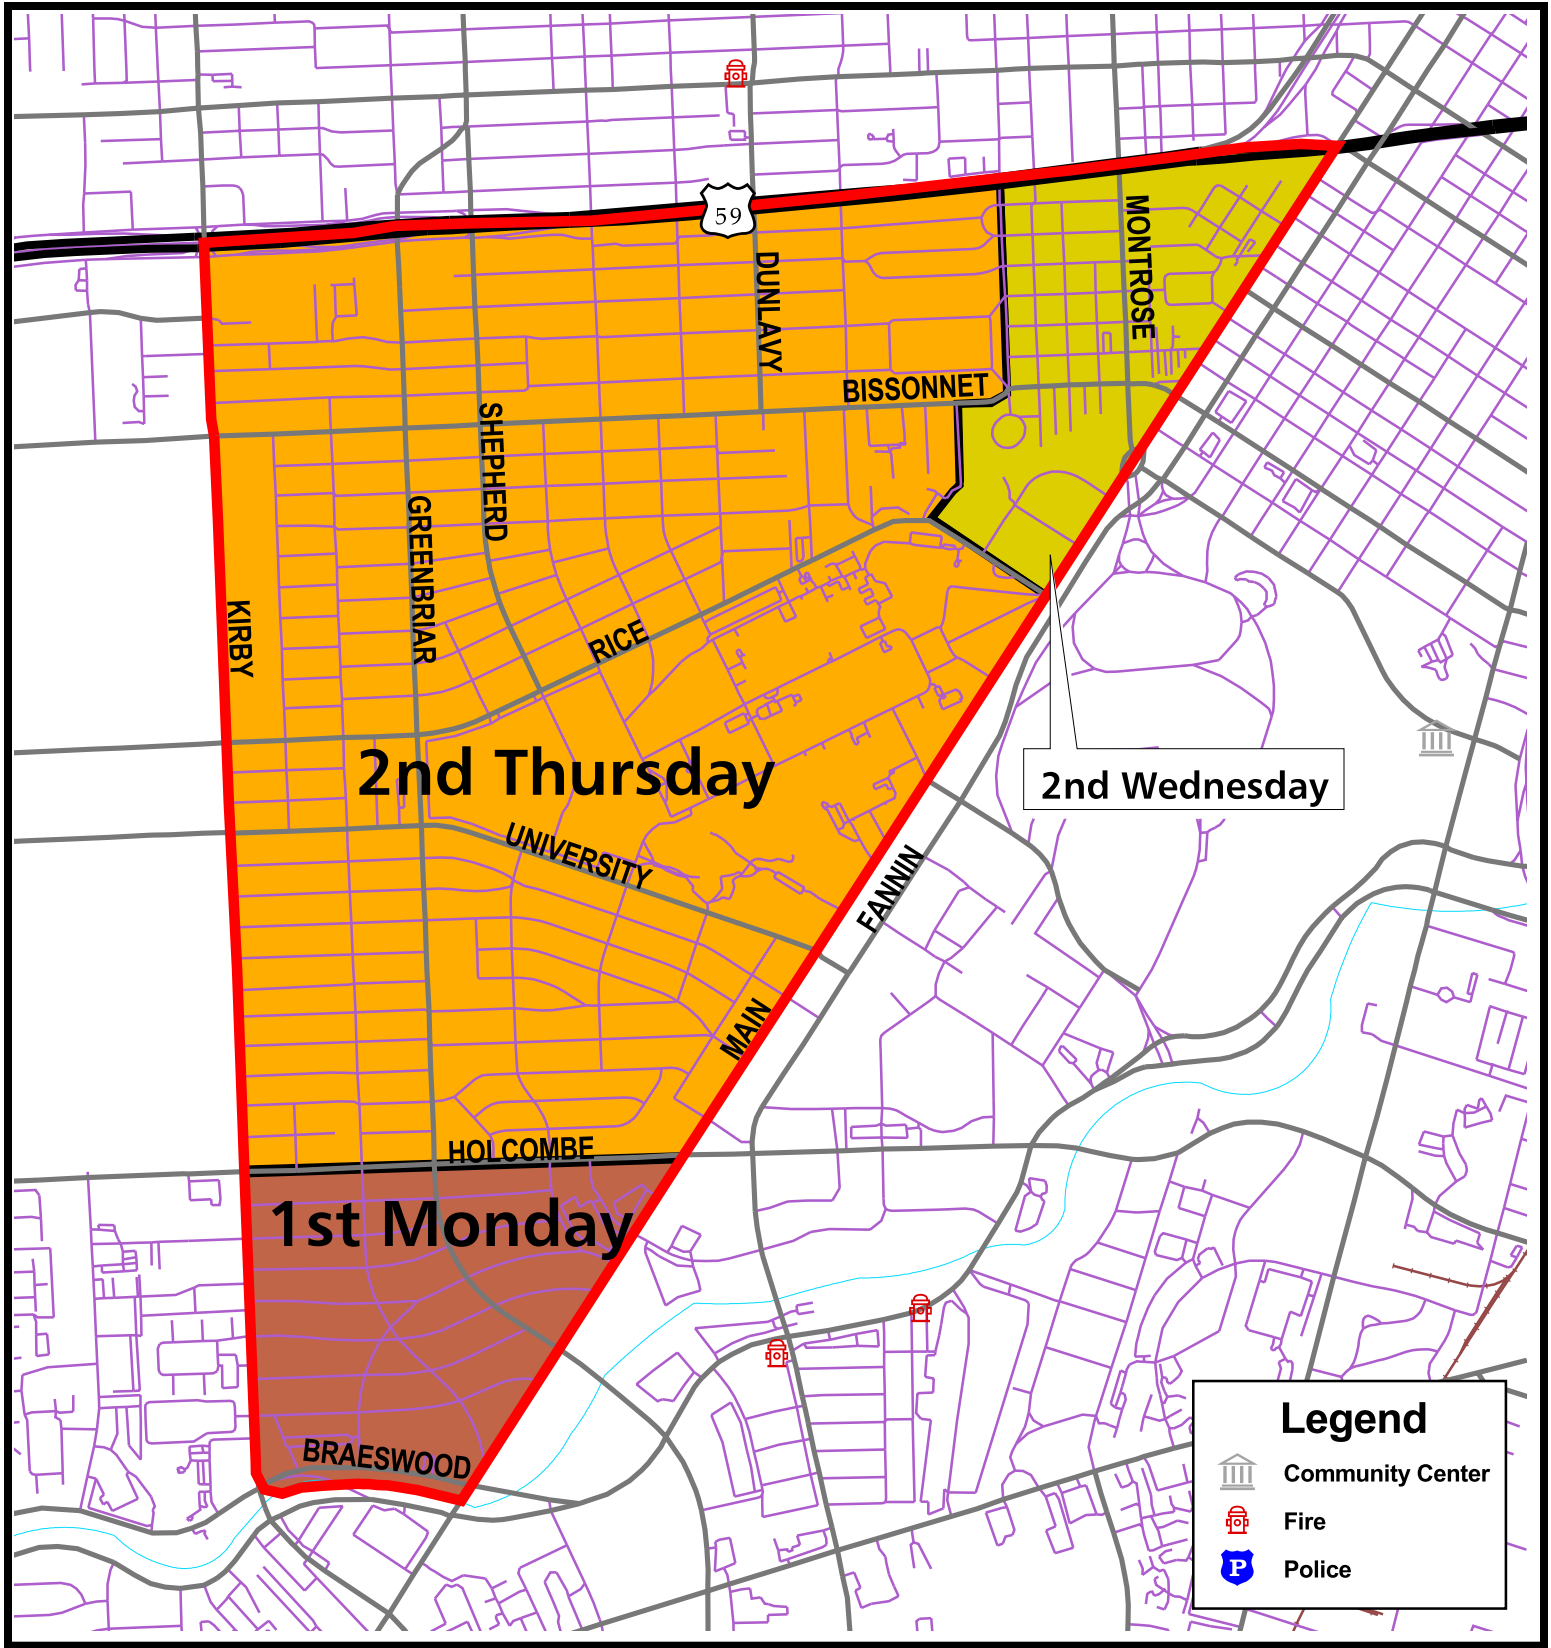 59
MONTROSE
DUNLAVY
BISSONNET
SHEPHERD
GREENBRIAR
KIRBY
RICE
2nd Thursday
2nd Wednesday
UNIVERSITY
FANNIN
MAIN
HOLCOMBE
1st Monday
BRAESWOOD
Legend
Community Center
Fire
P
Police